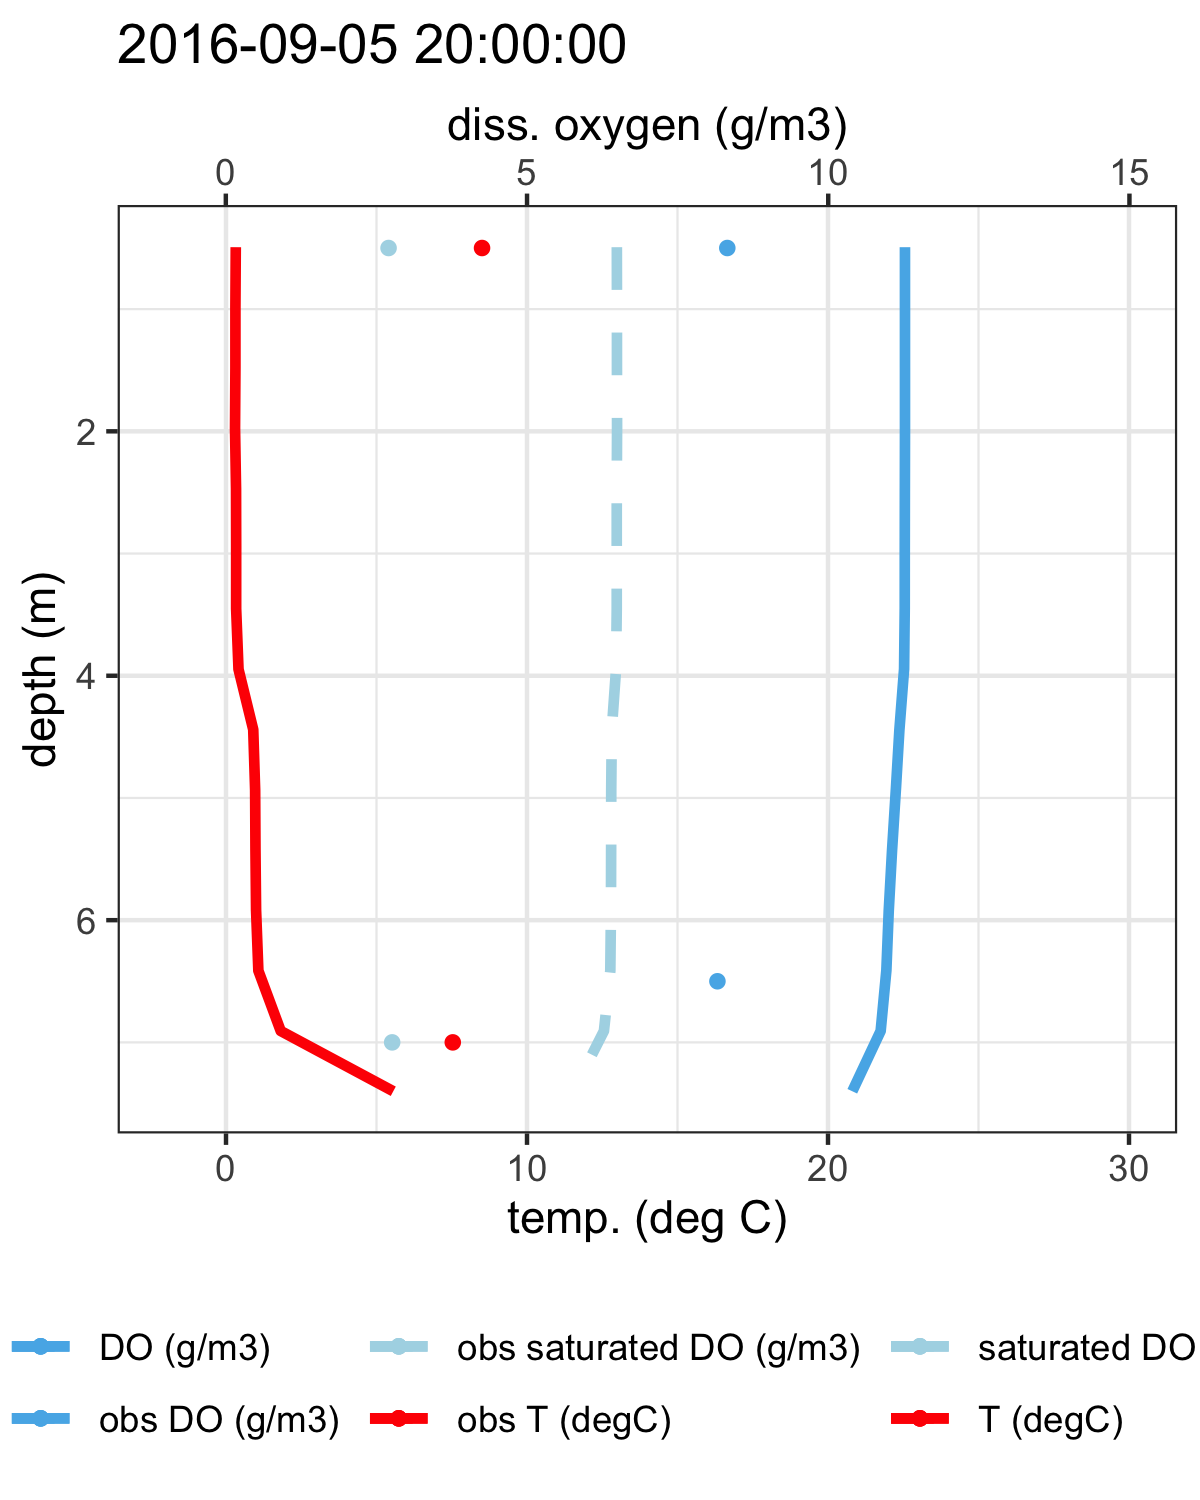 2016-09-05 20:00:00
diss. oxygen (g/m3)
0 5 10 15
2
4
6
depth (m)
0 10 20 30
temp. (deg C)
DO (g/m3) obs saturated DO (g/m3) saturated DO
obs DO (g/m3) obs T (degC) T (degC)